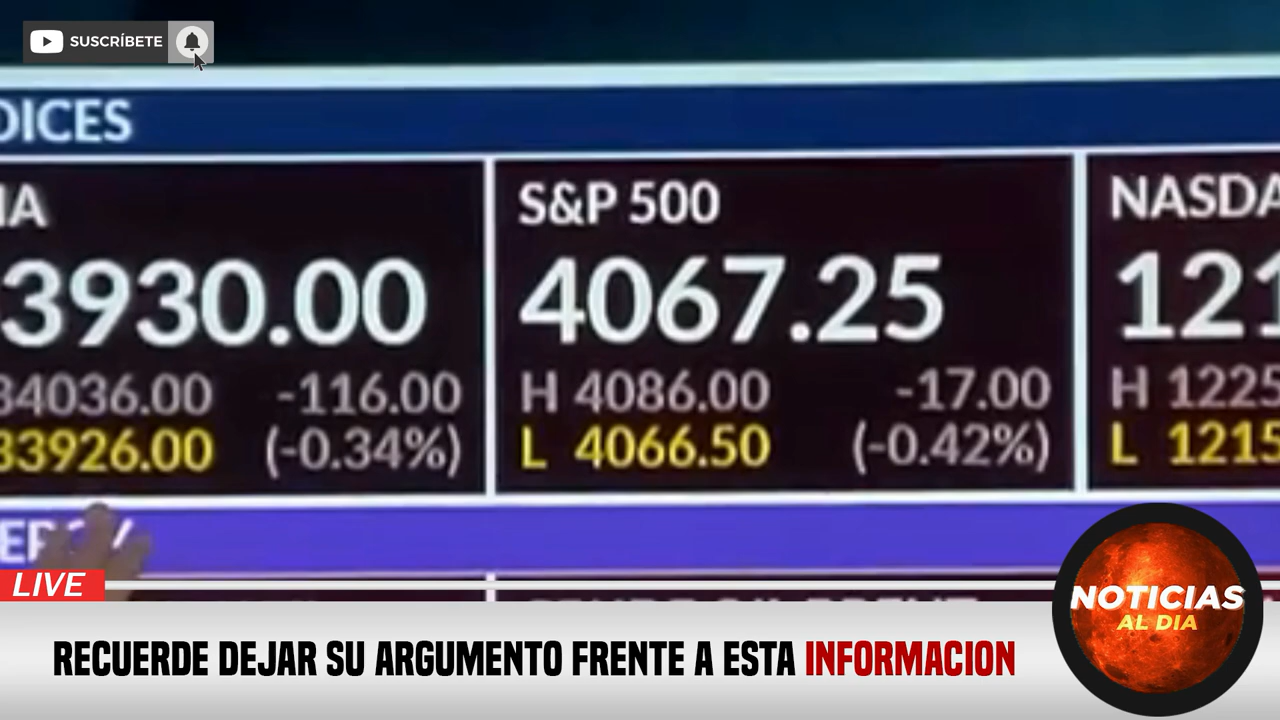 SUSCRÍBETE
DICES
IA
3930.00
34036.00 -116.00
33926.00 (-0.34%)
S&P 500
4067.25
H 4086.00 -17.00
L 4066.50 (-0.42%)
NASDA
121
H 1225
L 1215
LIVE
RECUERDE DEJAR SU ARGUMENTO FRENTE A ESTA INFORMACION
NOTICIAS
AL DIA